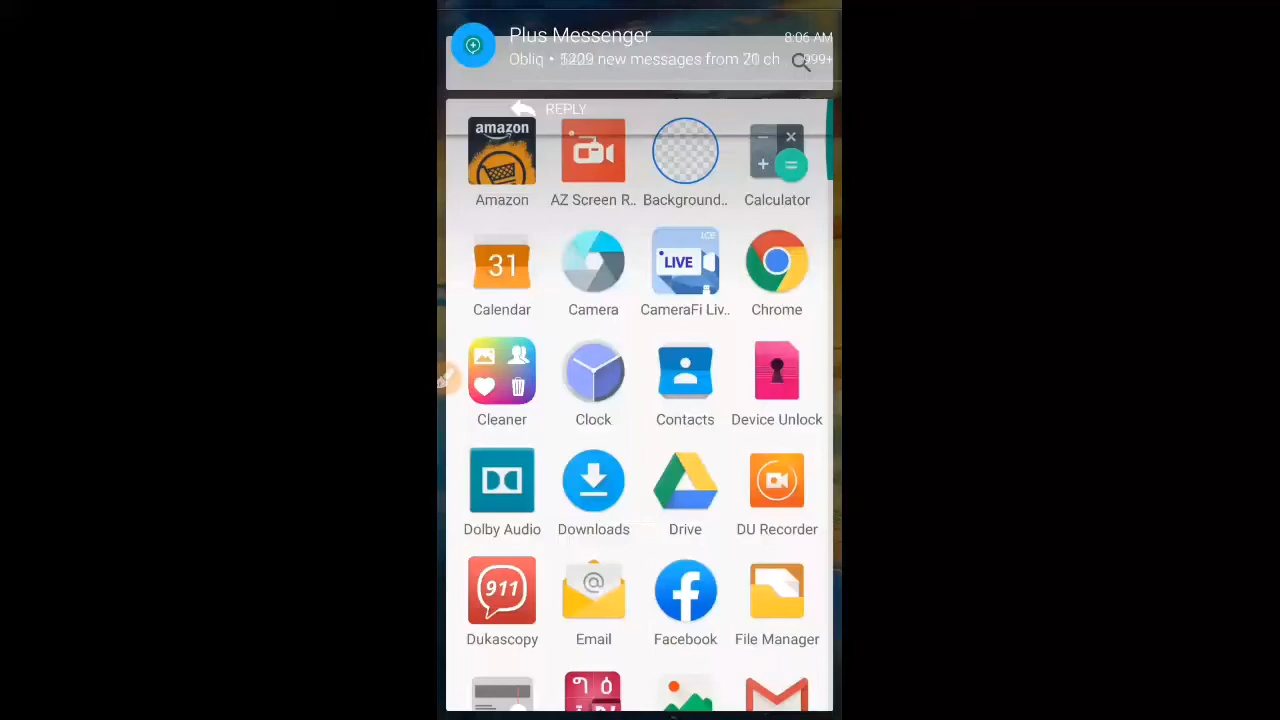 Plus Messenger 8:06 AM
Obliq • new messages from ch 999+
REPLY
amazon
Amazon AZ Screen R.. Background.. Calculator
31
LIVE
Calendar Camera CameraFi Liv.. Chrome
Cleaner Clock Contacts Device Unlock
Dolby Audio Downloads Drive DU Recorder
911
@
Dukascopy Email Facebook File Manager